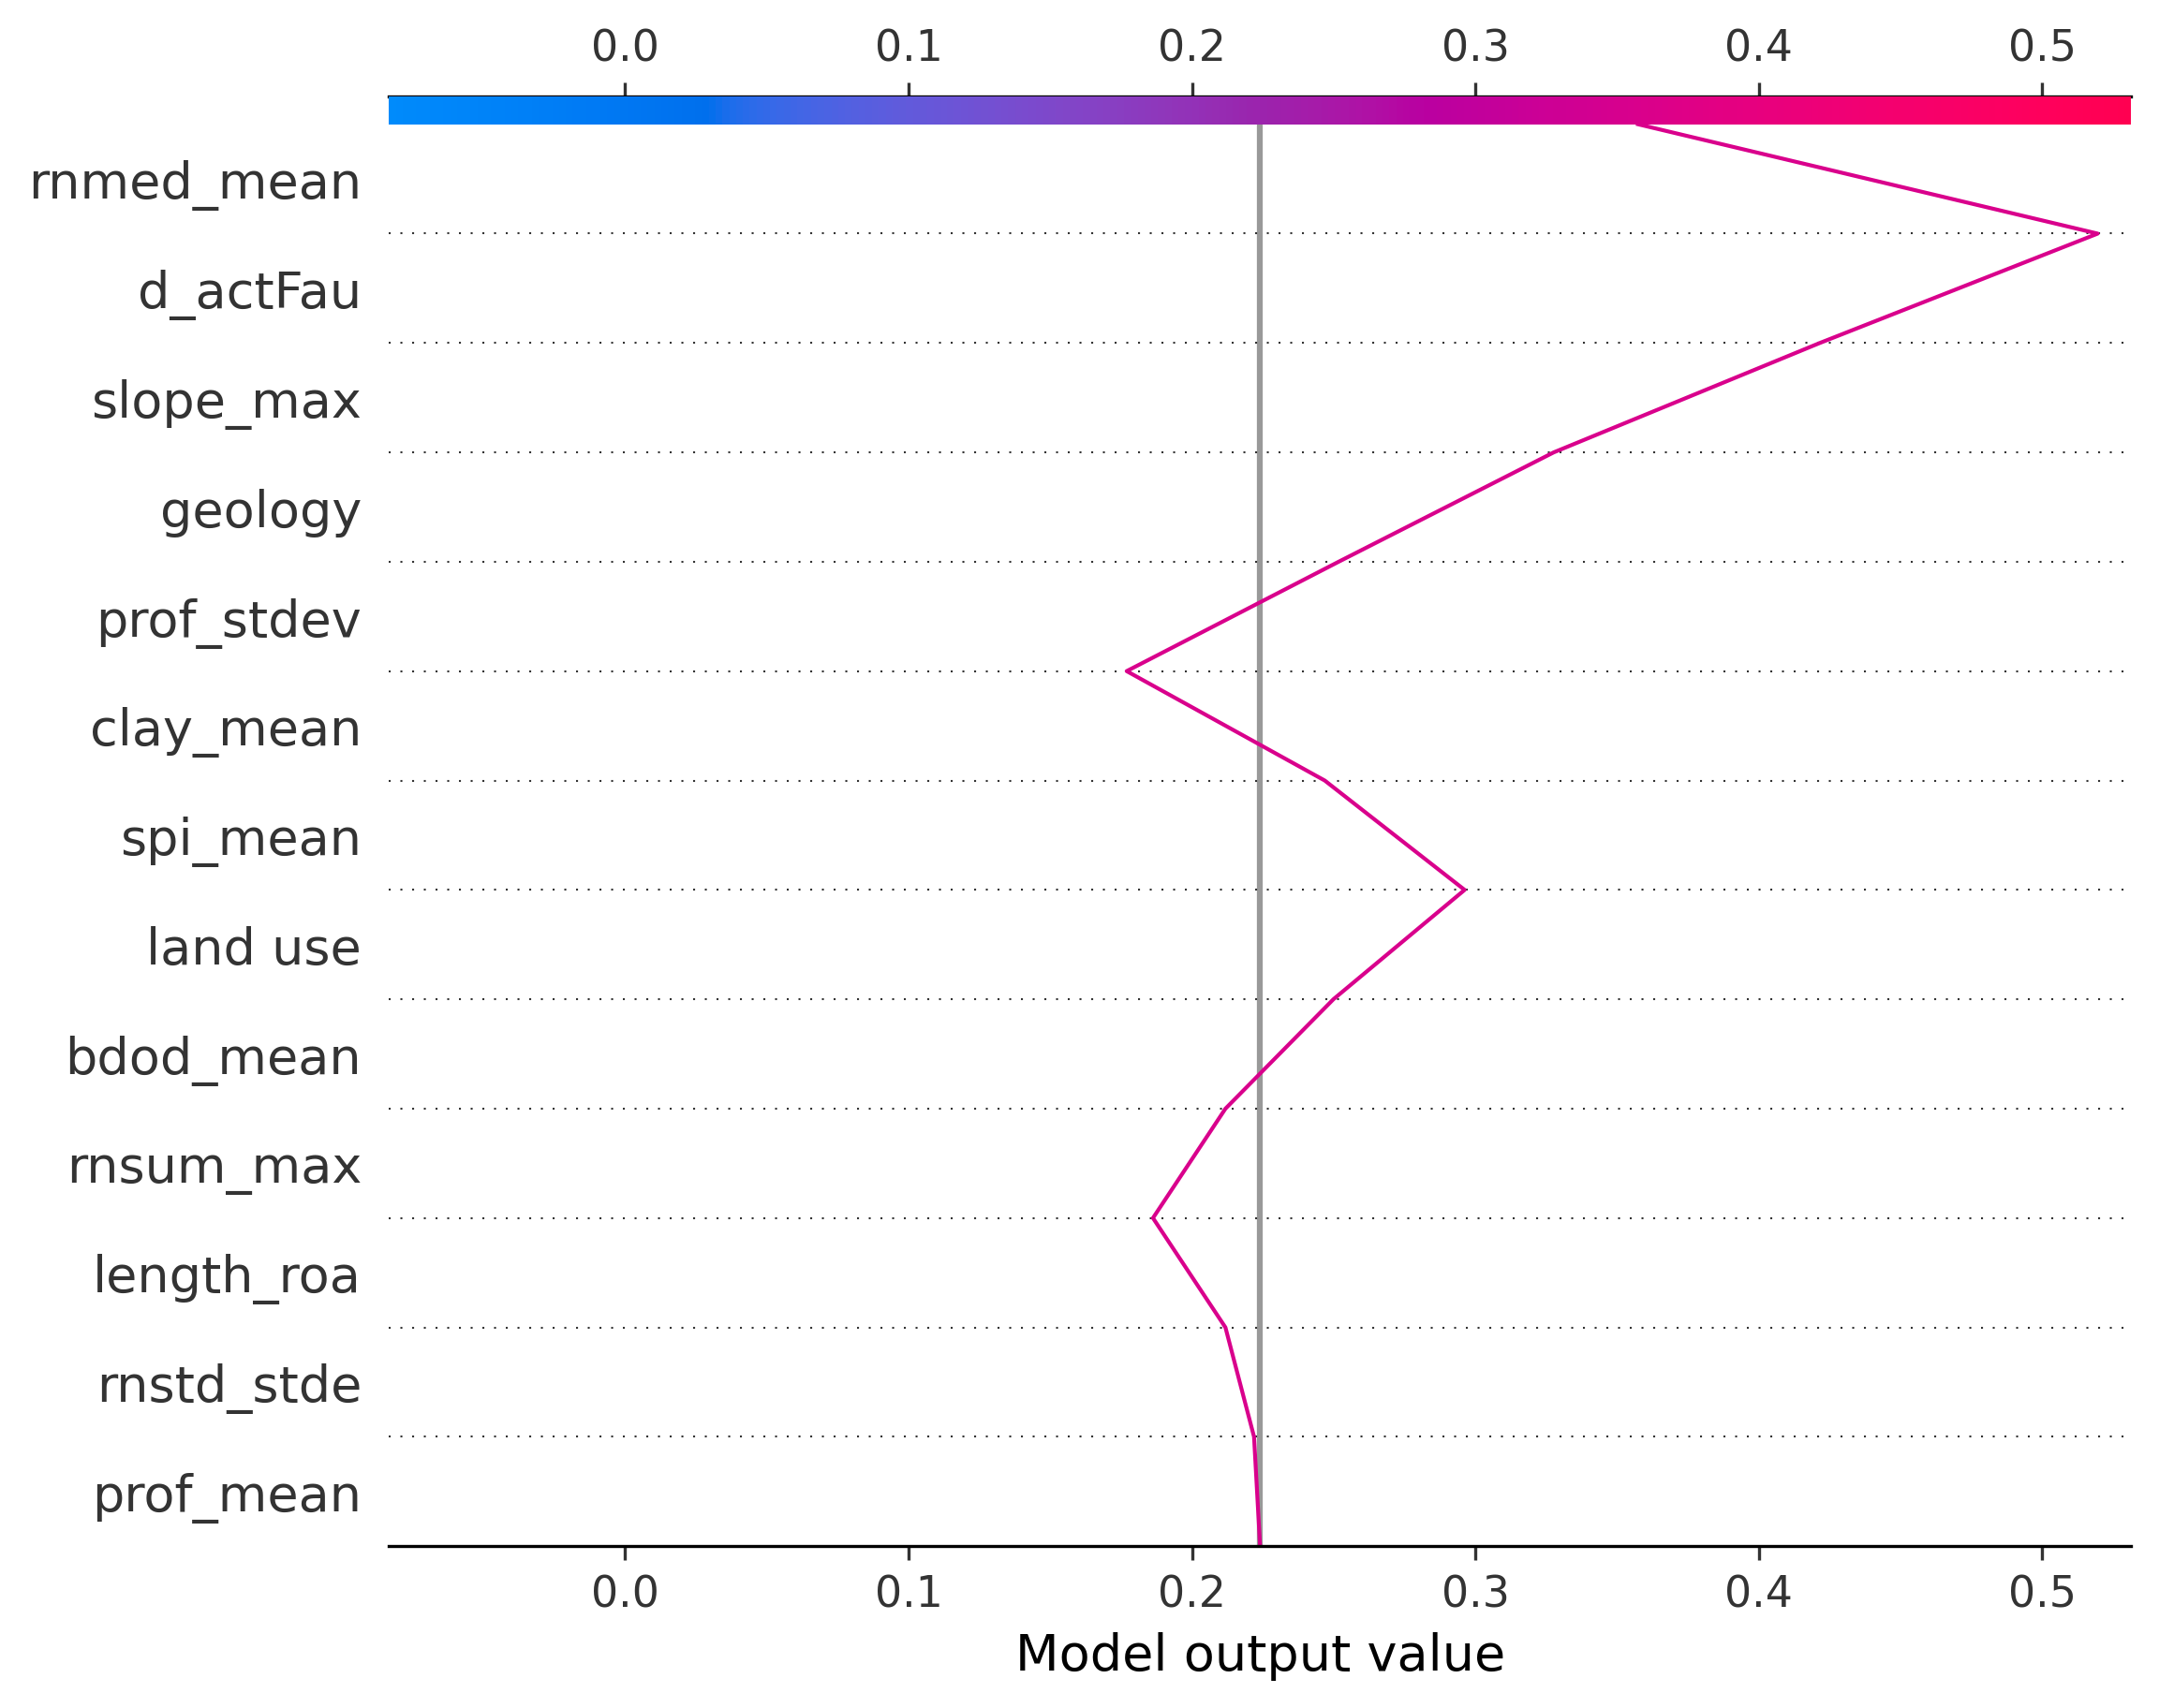 0.0 0.1 0.2 0.3 0.4 0.5
rnmed_mean
d_actFau
slope_max
geology
prof_stdev
clay_mean
spi_mean
land use
bdod_mean
rnsum_max
length_roa
rnstd_stde
prof_mean
0.0 0.1 0.2 0.3 0.4 0.5
Model output value